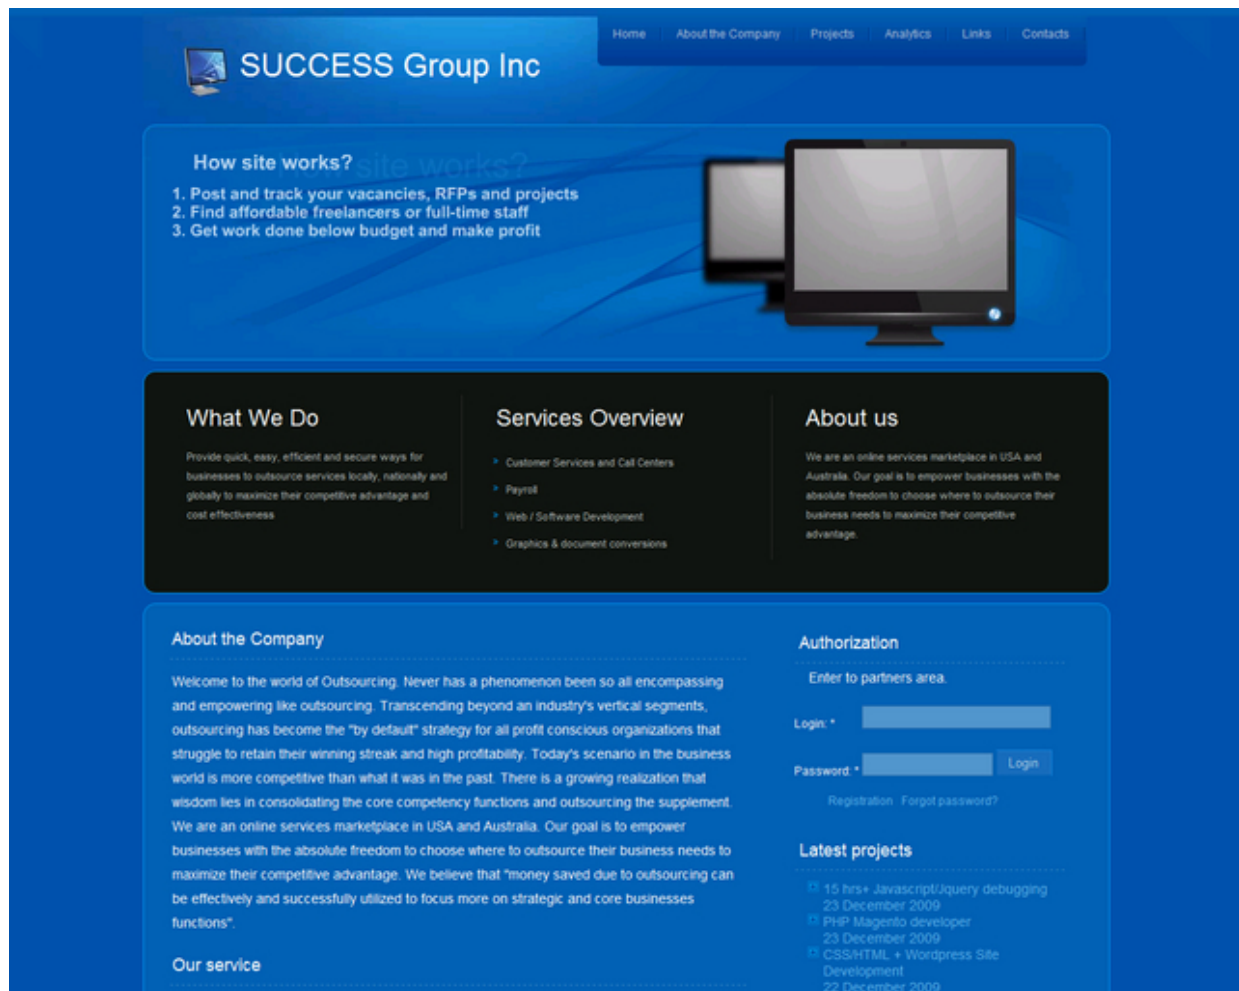 Home
About the Company
Projects
Analytics
Links
Contacts
SUCCESS Group Inc
How site works?
How site works?
1. Post and track your vacancies, RFPs and projects
2. Find affordable freelancers or full-time staff
3. Get work done below budget and make profit
What We Do
Provide quick, easy, efficient and secure ways for
businesses to outsource services locally, nationally and
globally to maximize their competitive advantage and
cost effectiveness
Services Overview
Customer Services and Call Centers
Payroll
Web / Software Development
Graphics & document conversions
About us
We are an online services marketplace in USA and
Australia. Our goal is to empower businesses with the
absolute freedom to choose where to outsource their
business needs to maximize their competitive
advantage.
About the Company
Welcome to the world of Outsourcing. Never has a phenomenon been so all encompassing
and empowering like outsourcing. Transcending beyond an industry's vertical segments,
outsourcing has become the "by default" strategy for all profit conscious organizations that
struggle to retain their winning streak and high profitability. Today's scenario in the business
world is more competitive than what it was in the past. There is a growing realization that
wisdom lies in consolidating the core competency functions and outsourcing the supplement.
We are an online services marketplace in USA and Australia. Our goal is to empower
businesses with the absolute freedom to choose where to outsource their business needs to
maximize their competitive advantage. We believe that "money saved due to outsourcing can
be effectively and successfully utilized to focus more on strategic and core businesses
functions".
Our service
Authorization
Enter to partners area.
Login: *
Password: *
Login
Registration Forgot password?
Latest projects
15 hrs+ Javascript/Jquery debugging
23 December 2009
PHP Magento developer
23 December 2009
CSS/HTML + Wordpress Site
Development
22 December 2009